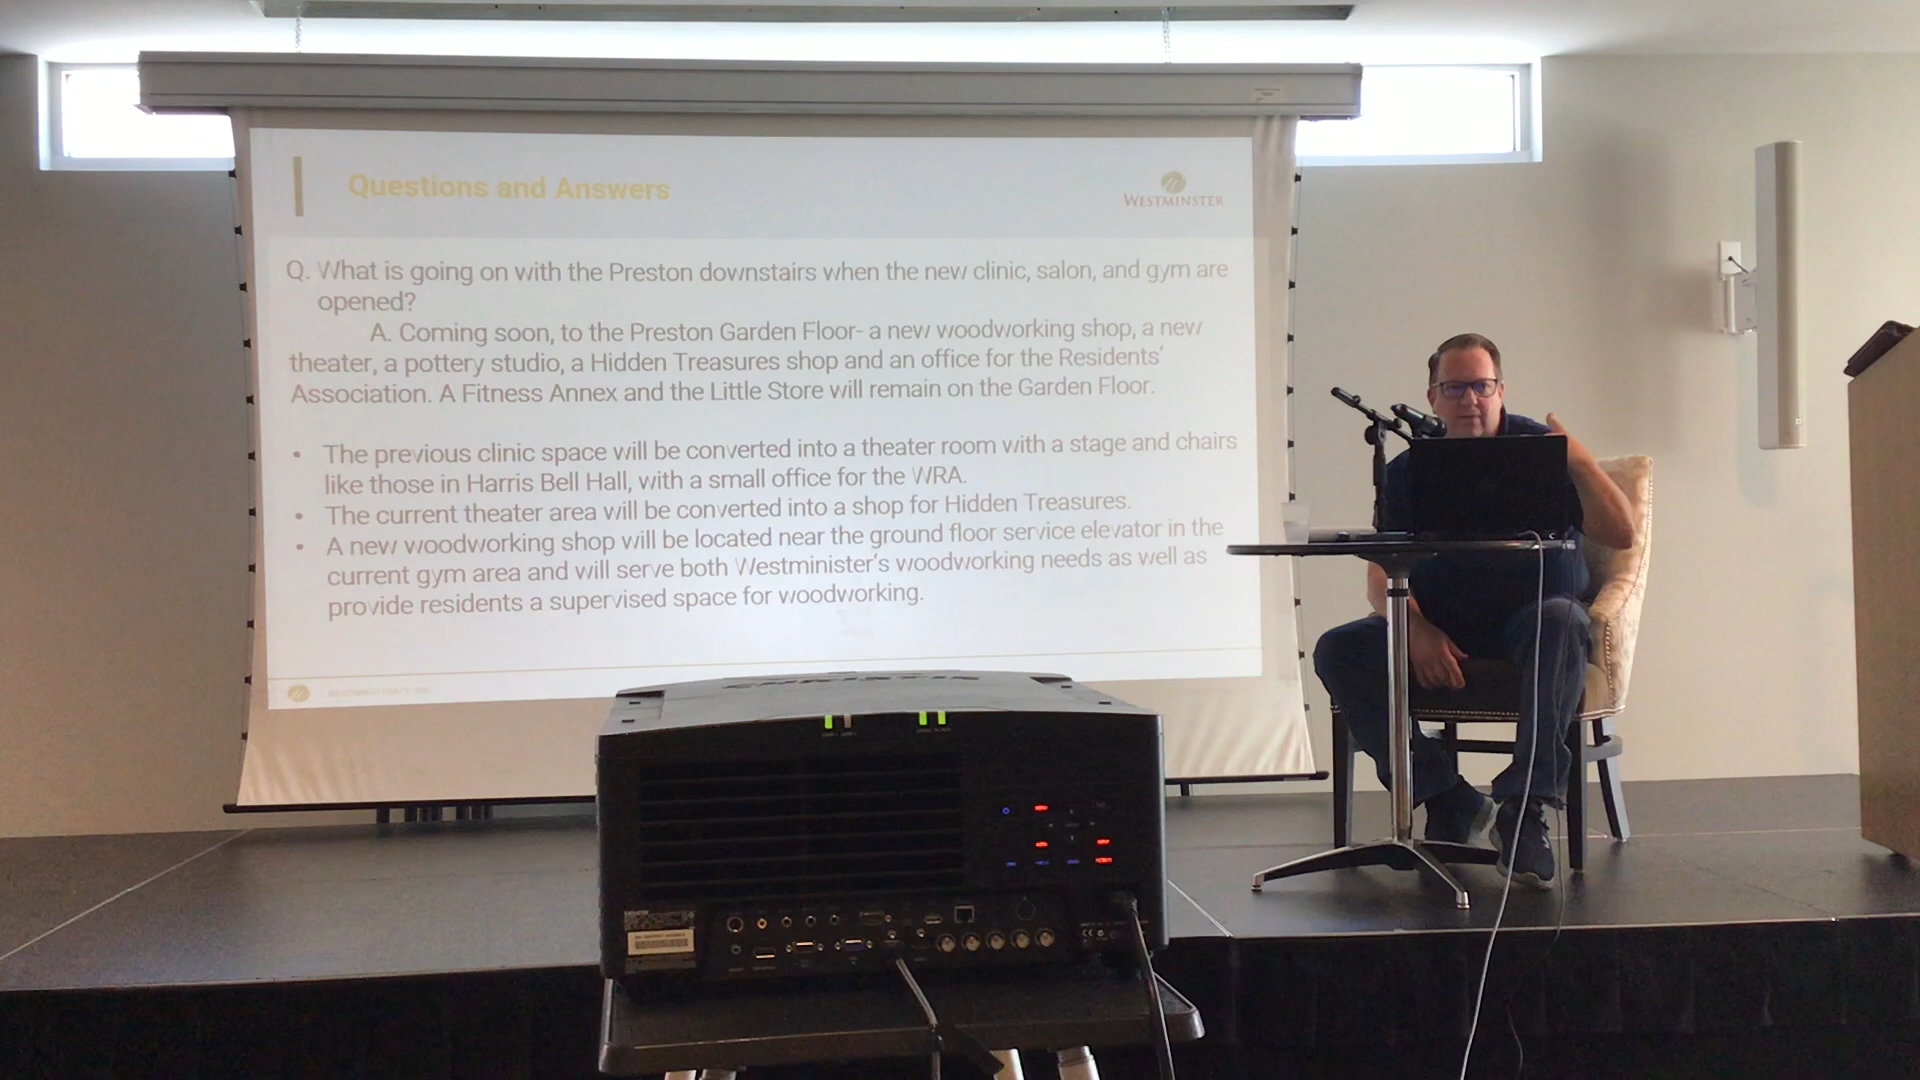 Questions and Answers
WESTMINSTER
Q. What is going on with the Preston downstairs when the new clinic, salon, and gym are
opened?
A. Coming soon, to the Preston Garden Floor- a new woodworking shop, a new
theater, a pottery studio, a Hidden Treasures shop and an office for the Residents'
Association. A Fitness Annex and the Little Store will remain on the Garden Floor.
• The previous clinic space will be converted into a theater room with a stage and chairs
like those in Harris Bell Hall, with a small office for the WRA.
• The current theater area will be converted into a shop for Hidden Treasures.
• A new woodworking shop will be located near the ground floor service elevator in the
current gym area and will serve both Westminister's woodworking needs as well as
provide residents a supervised space for woodworking.
CHRISTIE